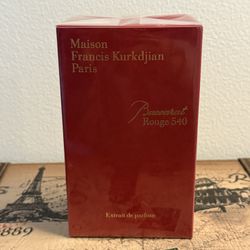 Maison
Francis Kurkdjian
Paris
Baccarat
Rouge 540
Extrait de parfum